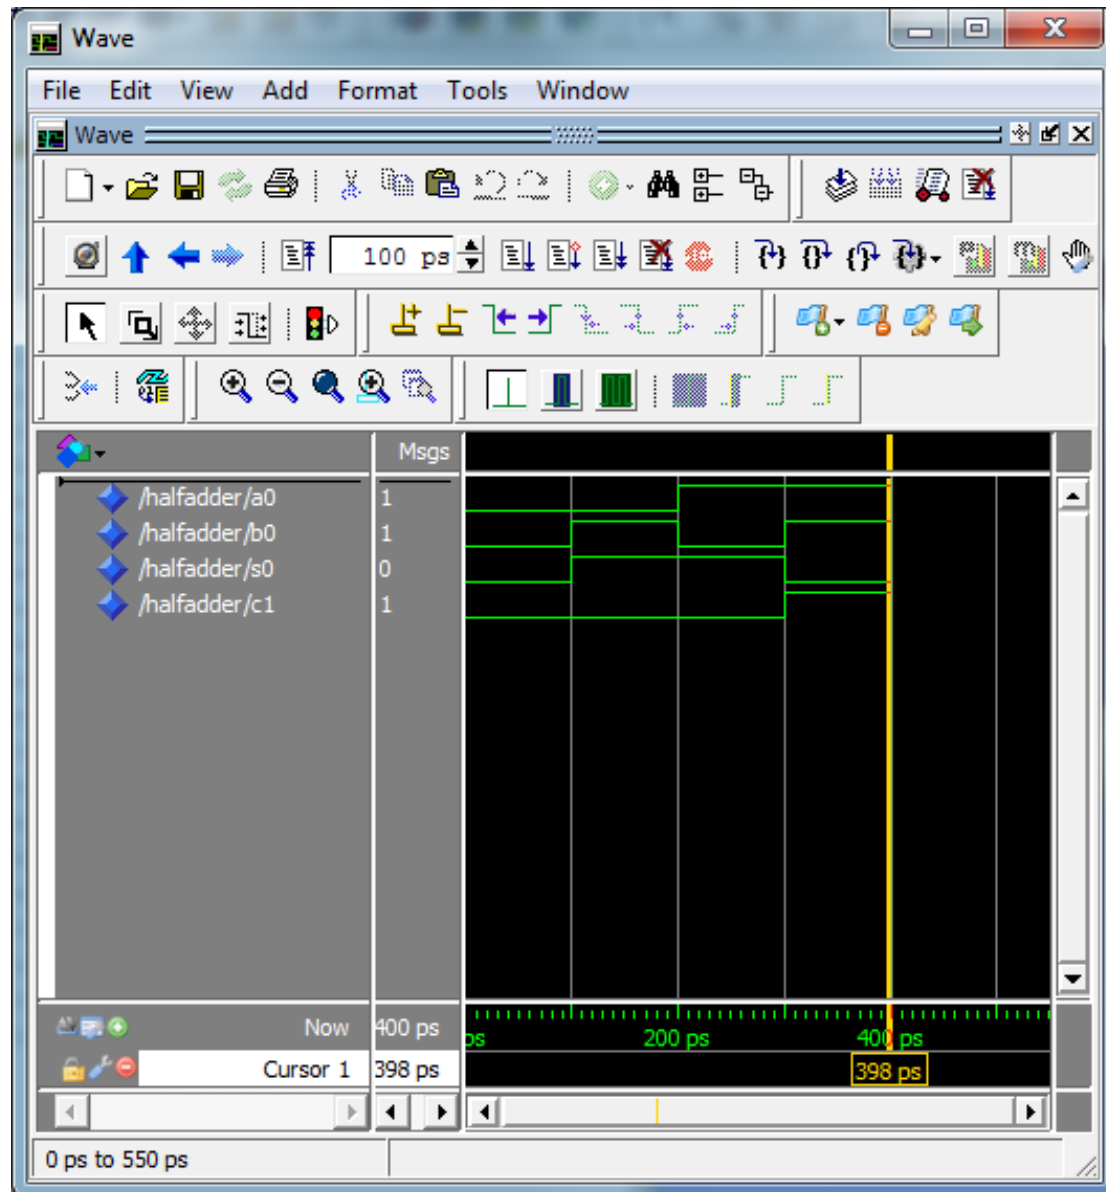 Wave
File Edit View Add Format Tools Window
Wave
100 ps
Msgs
/halfadder/a0 1
/halfadder/b0 1
/halfadder/s0 0
/halfadder/c1 1
Now 400 ps
ps 200 ps 400 ps
Cursor 1 398 ps 398 ps
0 ps to 550 ps